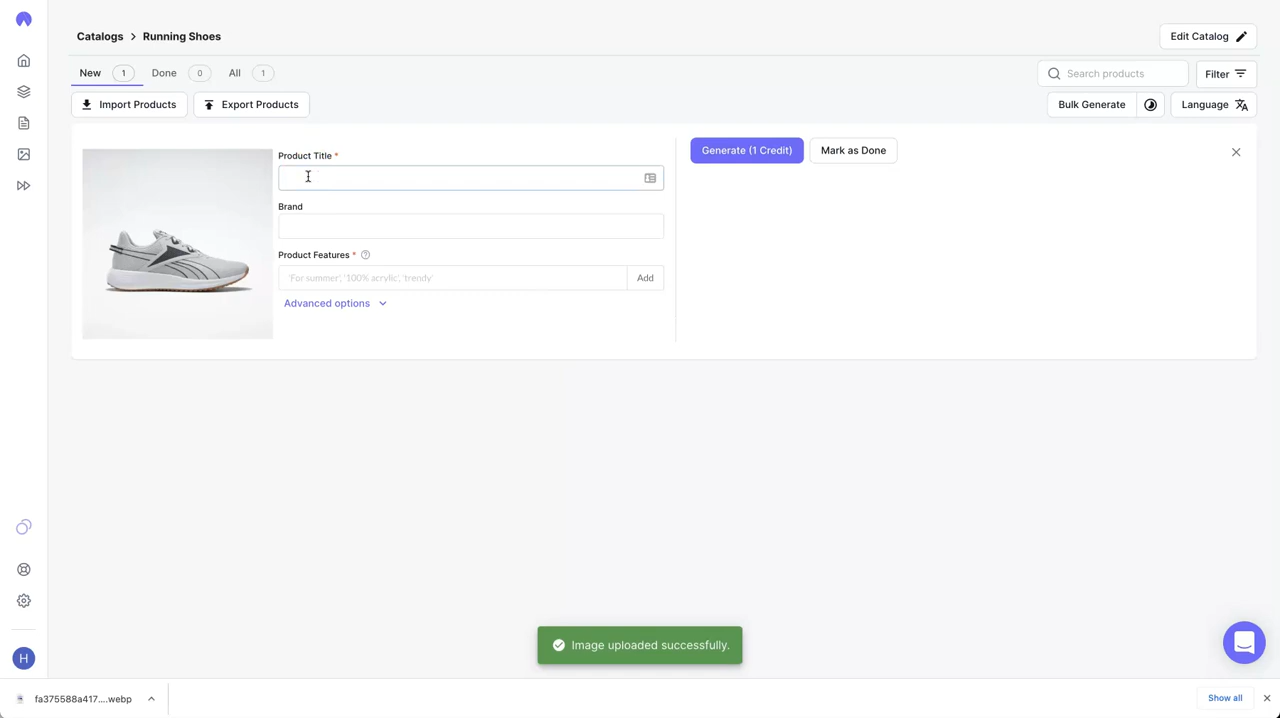 Catalogs > Running Shoes
Edit Catalog
New 1 Done 0 All 1
Search products
Filter
Import Products
Export Products
Bulk Generate
Language
Product Title *
Generate (1 Credit)
Mark as Done
Brand
Product Features *
'For summer', '100% acrylic', 'trendy'
Add
Advanced options
Image uploaded successfully.
H
fa375588a417....webp
Show all